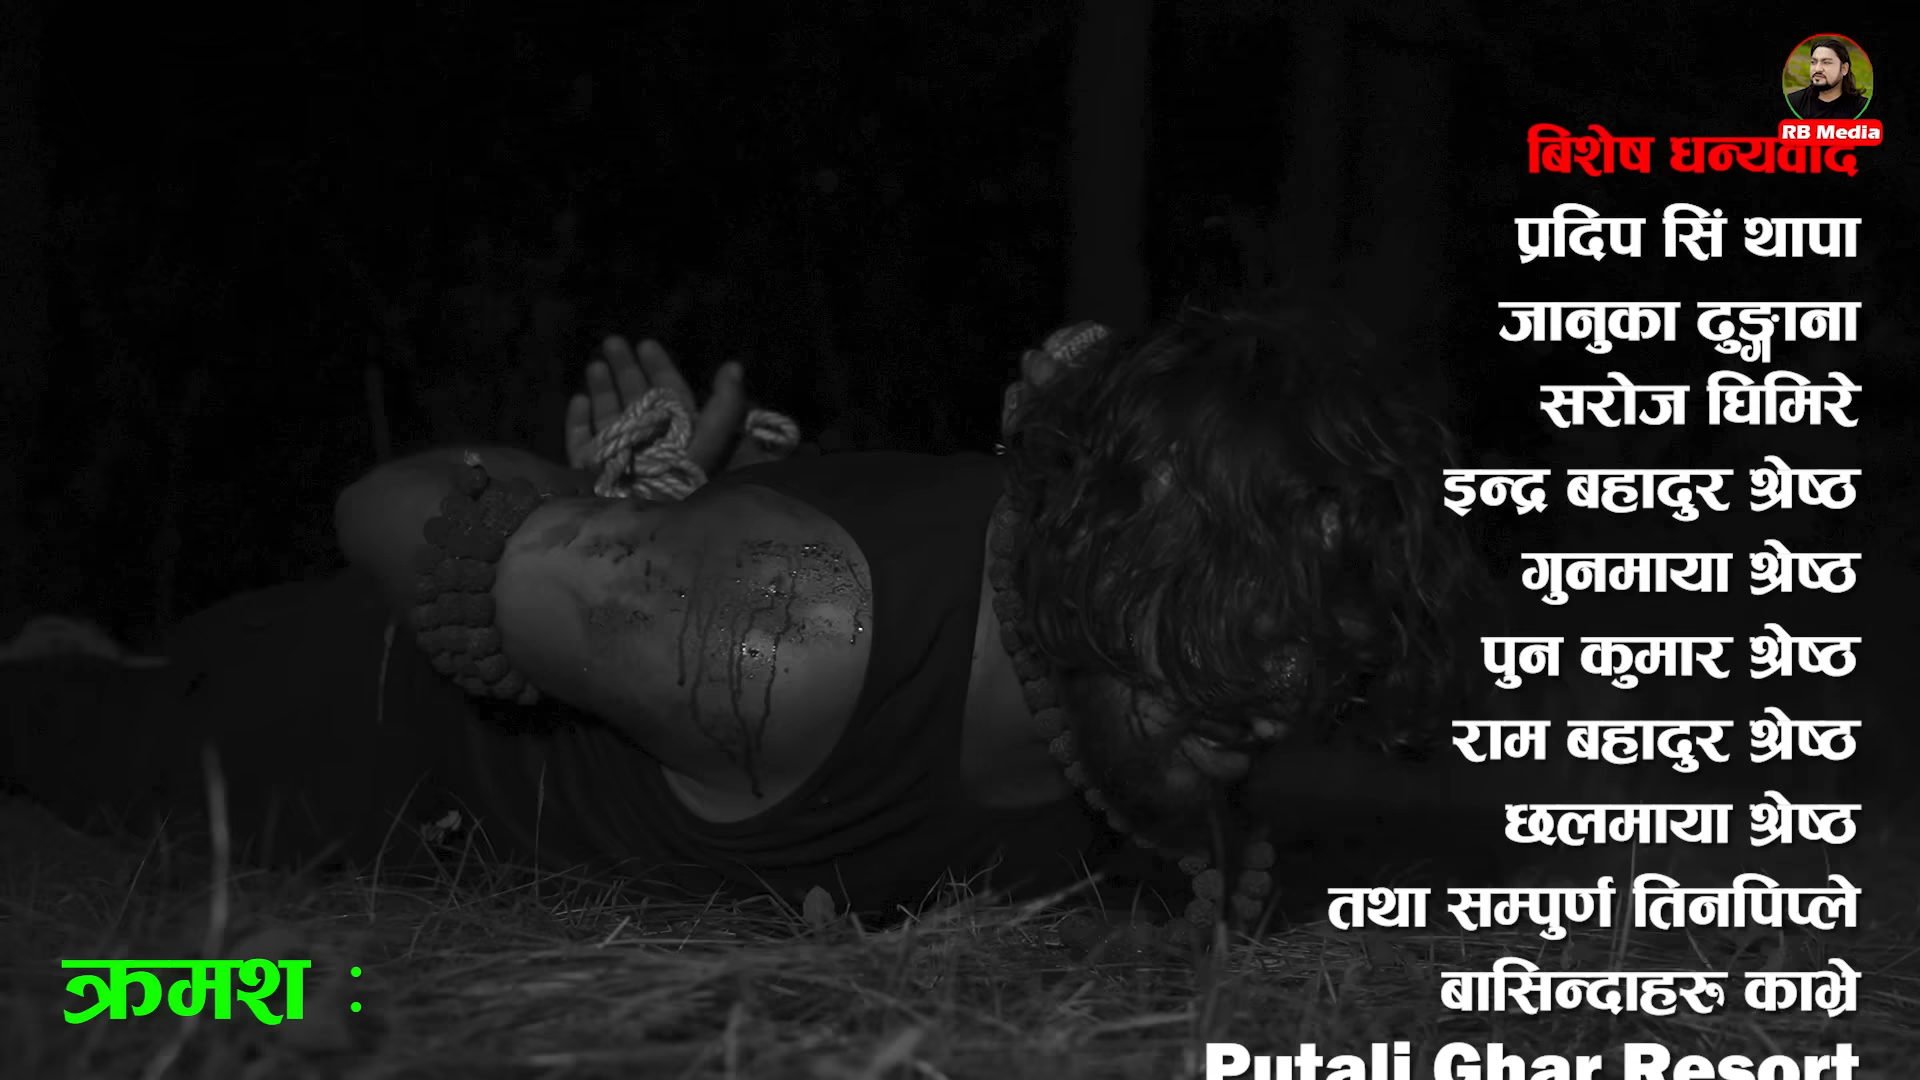 RB Media
बिशेष धन्यवाद
प्रदिप सिं थापा
जानुका ढुङ्गाना
सरोज घिमिरे
इन्द्र बहादुर श्रेष्ठ
गुनमाया श्रेष्ठ
पुन कुमार श्रेष्ठ
राम बहादुर श्रेष्ठ
छलमाया श्रेष्ठ
तथा सम्पुर्ण तिनपिप्ले
बासिन्दाहरु काभ्रे
Putali Ghar Resort
क्रमश :